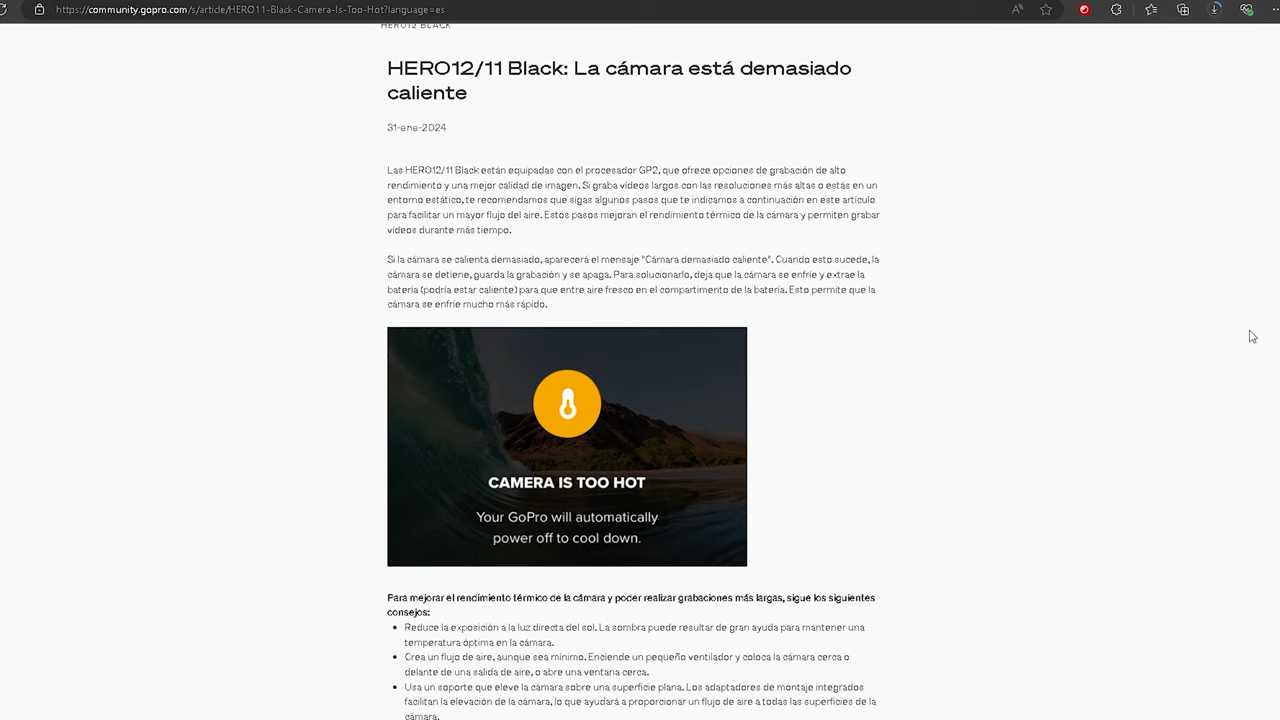 https://community.gopro.com/s/article/HERO11-Black-Camera-Is-Too-Hot?language=es
HERO12 BLACK
HERO12/11 Black: La cámara está demasiado
caliente
31-ene-2024
Las HERO12/11 Black están equipadas con el procesador GP2, que ofrece opciones de grabación de alto
rendimiento y una mejor calidad de imagen. Si graba vídeos largos con las resoluciones más altas o estás en un
entorno estático, te recomendamos que sigas algunos pasos que te indicamos a continuación en este artículo
para facilitar un mayor flujo del aire. Estos pasos mejoran el rendimiento térmico de la cámara y permiten grabar
vídeos durante más tiempo.
Si la cámara se calienta demasiado, aparecerá el mensaje "Cámara demasiado caliente". Cuando esto sucede, la
cámara se detiene, guarda la grabación y se apaga. Para solucionarlo, deja que la cámara se enfríe y extrae la
batería (podría estar caliente) para que entre aire fresco en el compartimento de la batería. Esto permite que la
cámara se enfríe mucho más rápido.
CAMERA IS TOO HOT
Your GoPro will automatically
power off to cool down.
Para mejorar el rendimiento térmico de la cámara y poder realizar grabaciones más largas, sigue los siguientes
consejos:
Reduce la exposición a la luz directa del sol. La sombra puede resultar de gran ayuda para mantener una
temperatura óptima en la cámara.
Crea un flujo de aire, aunque sea mínimo. Enciende un pequeño ventilador y coloca la cámara cerca o
delante de una salida de aire, o abre una ventana cerca.
Usa un soporte que eleve la cámara sobre una superficie plana. Los adaptadores de montaje integrados
facilitan la elevación de la cámara, lo que ayudará a proporcionar un flujo de aire a todas las superficies de la
cámara.